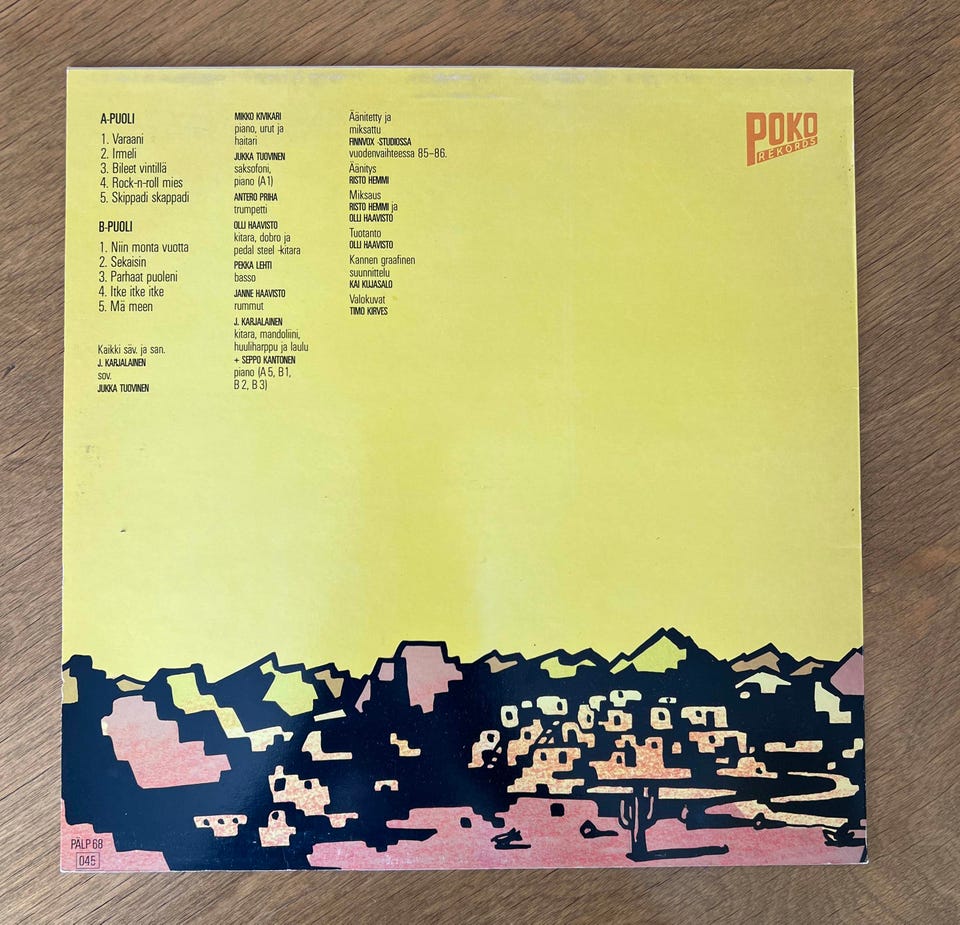 A-PUOLI
1. Varaani
2. Irmeli
3. Bileet vintillä
4. Rock-n-roll mies
5. Skippadi skappadi
B-PUOLI
1. Niin monta vuotta
2. Sekaisin
3. Parhaat puoleni
4. Itke itke itke
5. Mä meen
Kaikki säv. ja san.
J. KARJALAINEN
sov.
JUKKA TUOVINEN
MIKKO KIVIKARI
piano, urut ja
haitari
JUKKA TUOVINEN
saksofoni,
piano (A1)
ANTERO PRIHA
trumpetti
OLLI HAAVISTO
kitara, dobro ja
pedal steel -kitara
PEKKA LEHTI
basso
JANNE HAAVISTO
rummut
J. KARJALAINEN
kitara, mandoliini,
huuliharppu ja laulu
+ SEPPO KANTONEN
piano (A 5, B 1,
B 2, B 3)
Äänitetty ja
miksattu
FINNVOX -STUDIOSSA
vuodenvaihteessa 85–86.
Äänitys
RISTO HEMMI
Miksaus
RISTO HEMMI ja
OLLI HAAVISTO
Tuotanto
OLLI HAAVISTO
Kannen graafinen
suunnittelu
KAI KUJASALO
Valokuvat
TIMO KIRVES
POKO
REKORDS
PÄLP 68
045